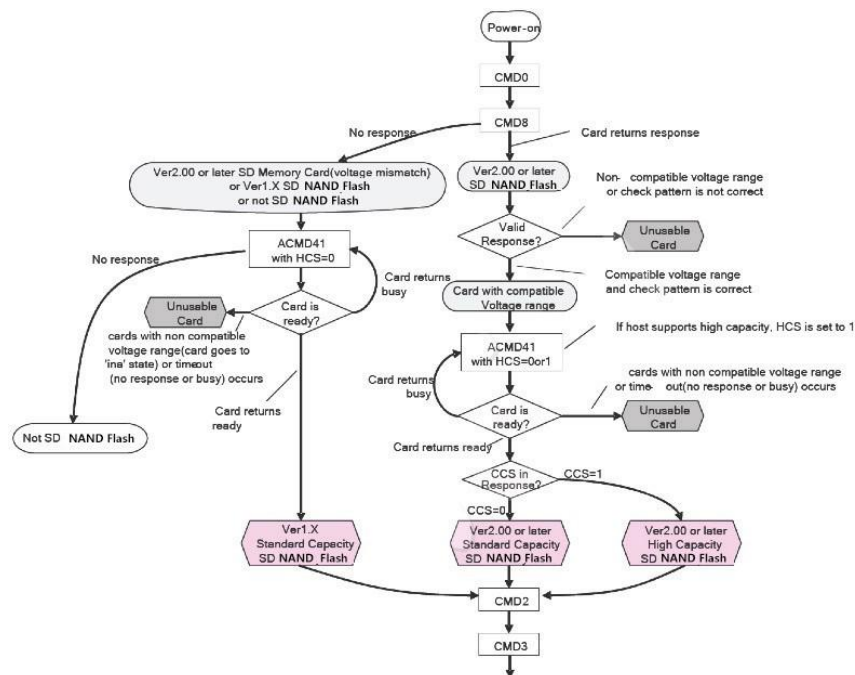 Power-on
CMD0
CMD8
No response
Card returns response
Ver2.00 or later SD Memory Card(voltage mismatch)
or Ver1.X SD NAND Flash
or not SD NAND Flash
Ver2.00 or later
SD NAND Flash
Non- compatible voltage range
or check pattern is not correct
Valid
Response?
Unusable
Card
ACMD41
with HCS=0
No response
Card returns
busy
Compatible voltage range
and check pattern is correct
Card with compatible
Voltage range
Unusable
Card
Card is
ready?
cards with non compatible
voltage range(card goes to
'ina' state) or timeout
(no response or busy) occurs
If host supports high capacity, HCS is set to 1
ACMD41
with HCS=0or1
Card returns
busy
cards with non compatible voltage range
or time- out(no response or busy) occurs
Card returns
ready
Card is
ready?
Unusable
Card
Not SD NAND Flash
Card returns ready
CCS in
Response?
CCS=1
CCS=0
Ver1.X
Standard Capacity
SD NAND Flash
Ver2.00 or later
Standard Capacity
SD NAND Flash
Ver2.00 or later
High Capacity
SD NAND Flash
CMD2
CMD3